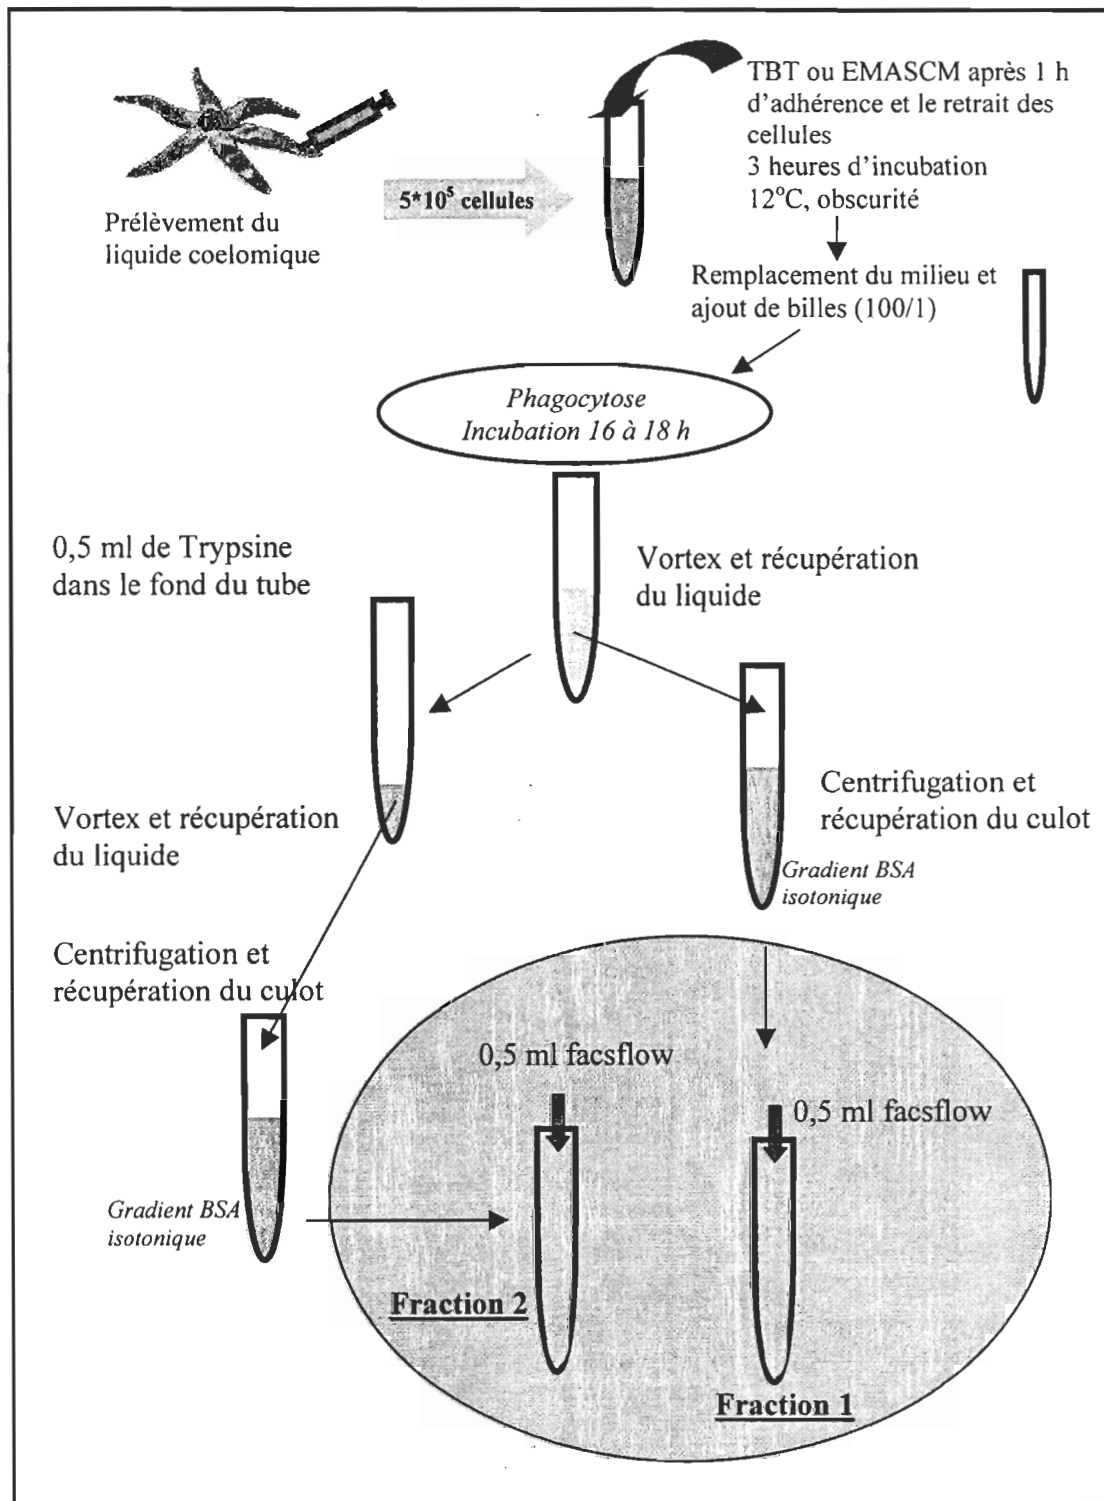 TBT ou EMASCM après 1 h
d'adhérence et le retrait des
cellules
3 heures d'incubation
12°C, obscurité
5*10⁵ cellules
Prélèvement du
liquide coelomique
Remplacement du milieu et
ajout de billes (100/1)
Phagocytose
Incubation 16 à 18 h
0,5 ml de Trypsine
dans le fond du tube
Vortex et récupération
du liquide
Centrifugation et
récupération du culot
Gradient BSA
isotonique
Vortex et récupération
du liquide
Centrifugation et
récupération du culot
Gradient BSA
isotonique
0,5 ml facsflow
0,5 ml facsflow
Fraction 2
Fraction 1